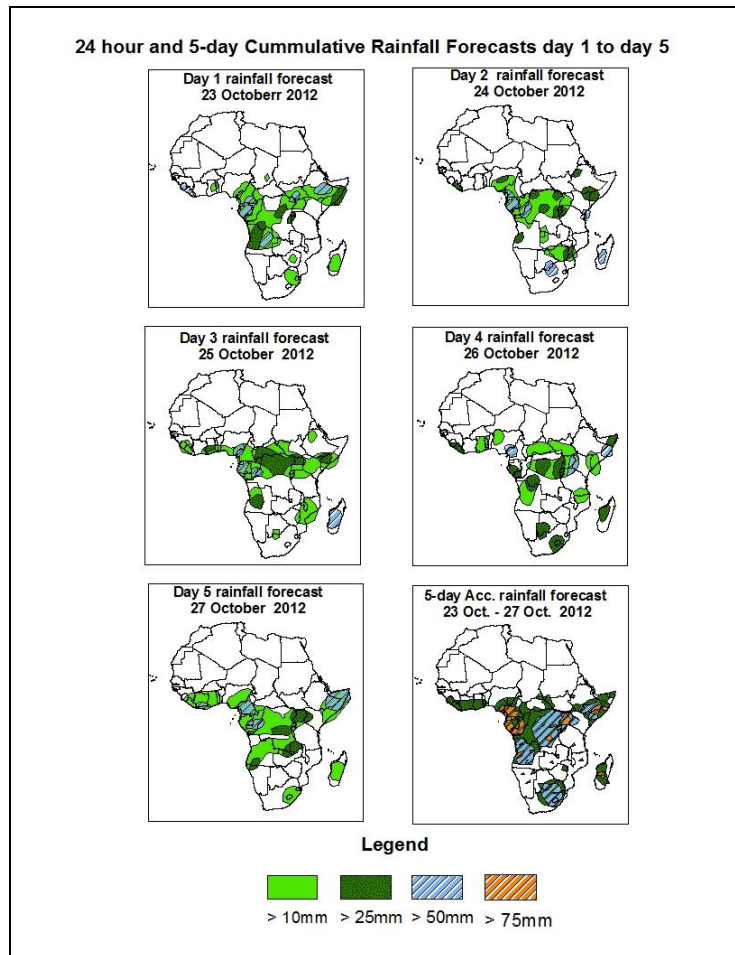 24 hour and 5-day Cummulative Rainfall Forecasts day 1 to day 5
Day 1 rainfall forecast
23 Octoberr 2012
Day 2 rainfall forecast
24 October 2012
Day 3 rainfall forecast
25 October 2012
Day 4 rainfall forecast
26 October 2012
Day 5 rainfall forecast
27 October 2012
5-day Acc. rainfall forecast
23 Oct. - 27 Oct. 2012
Legend
> 10mm > 25mm > 50mm > 75mm